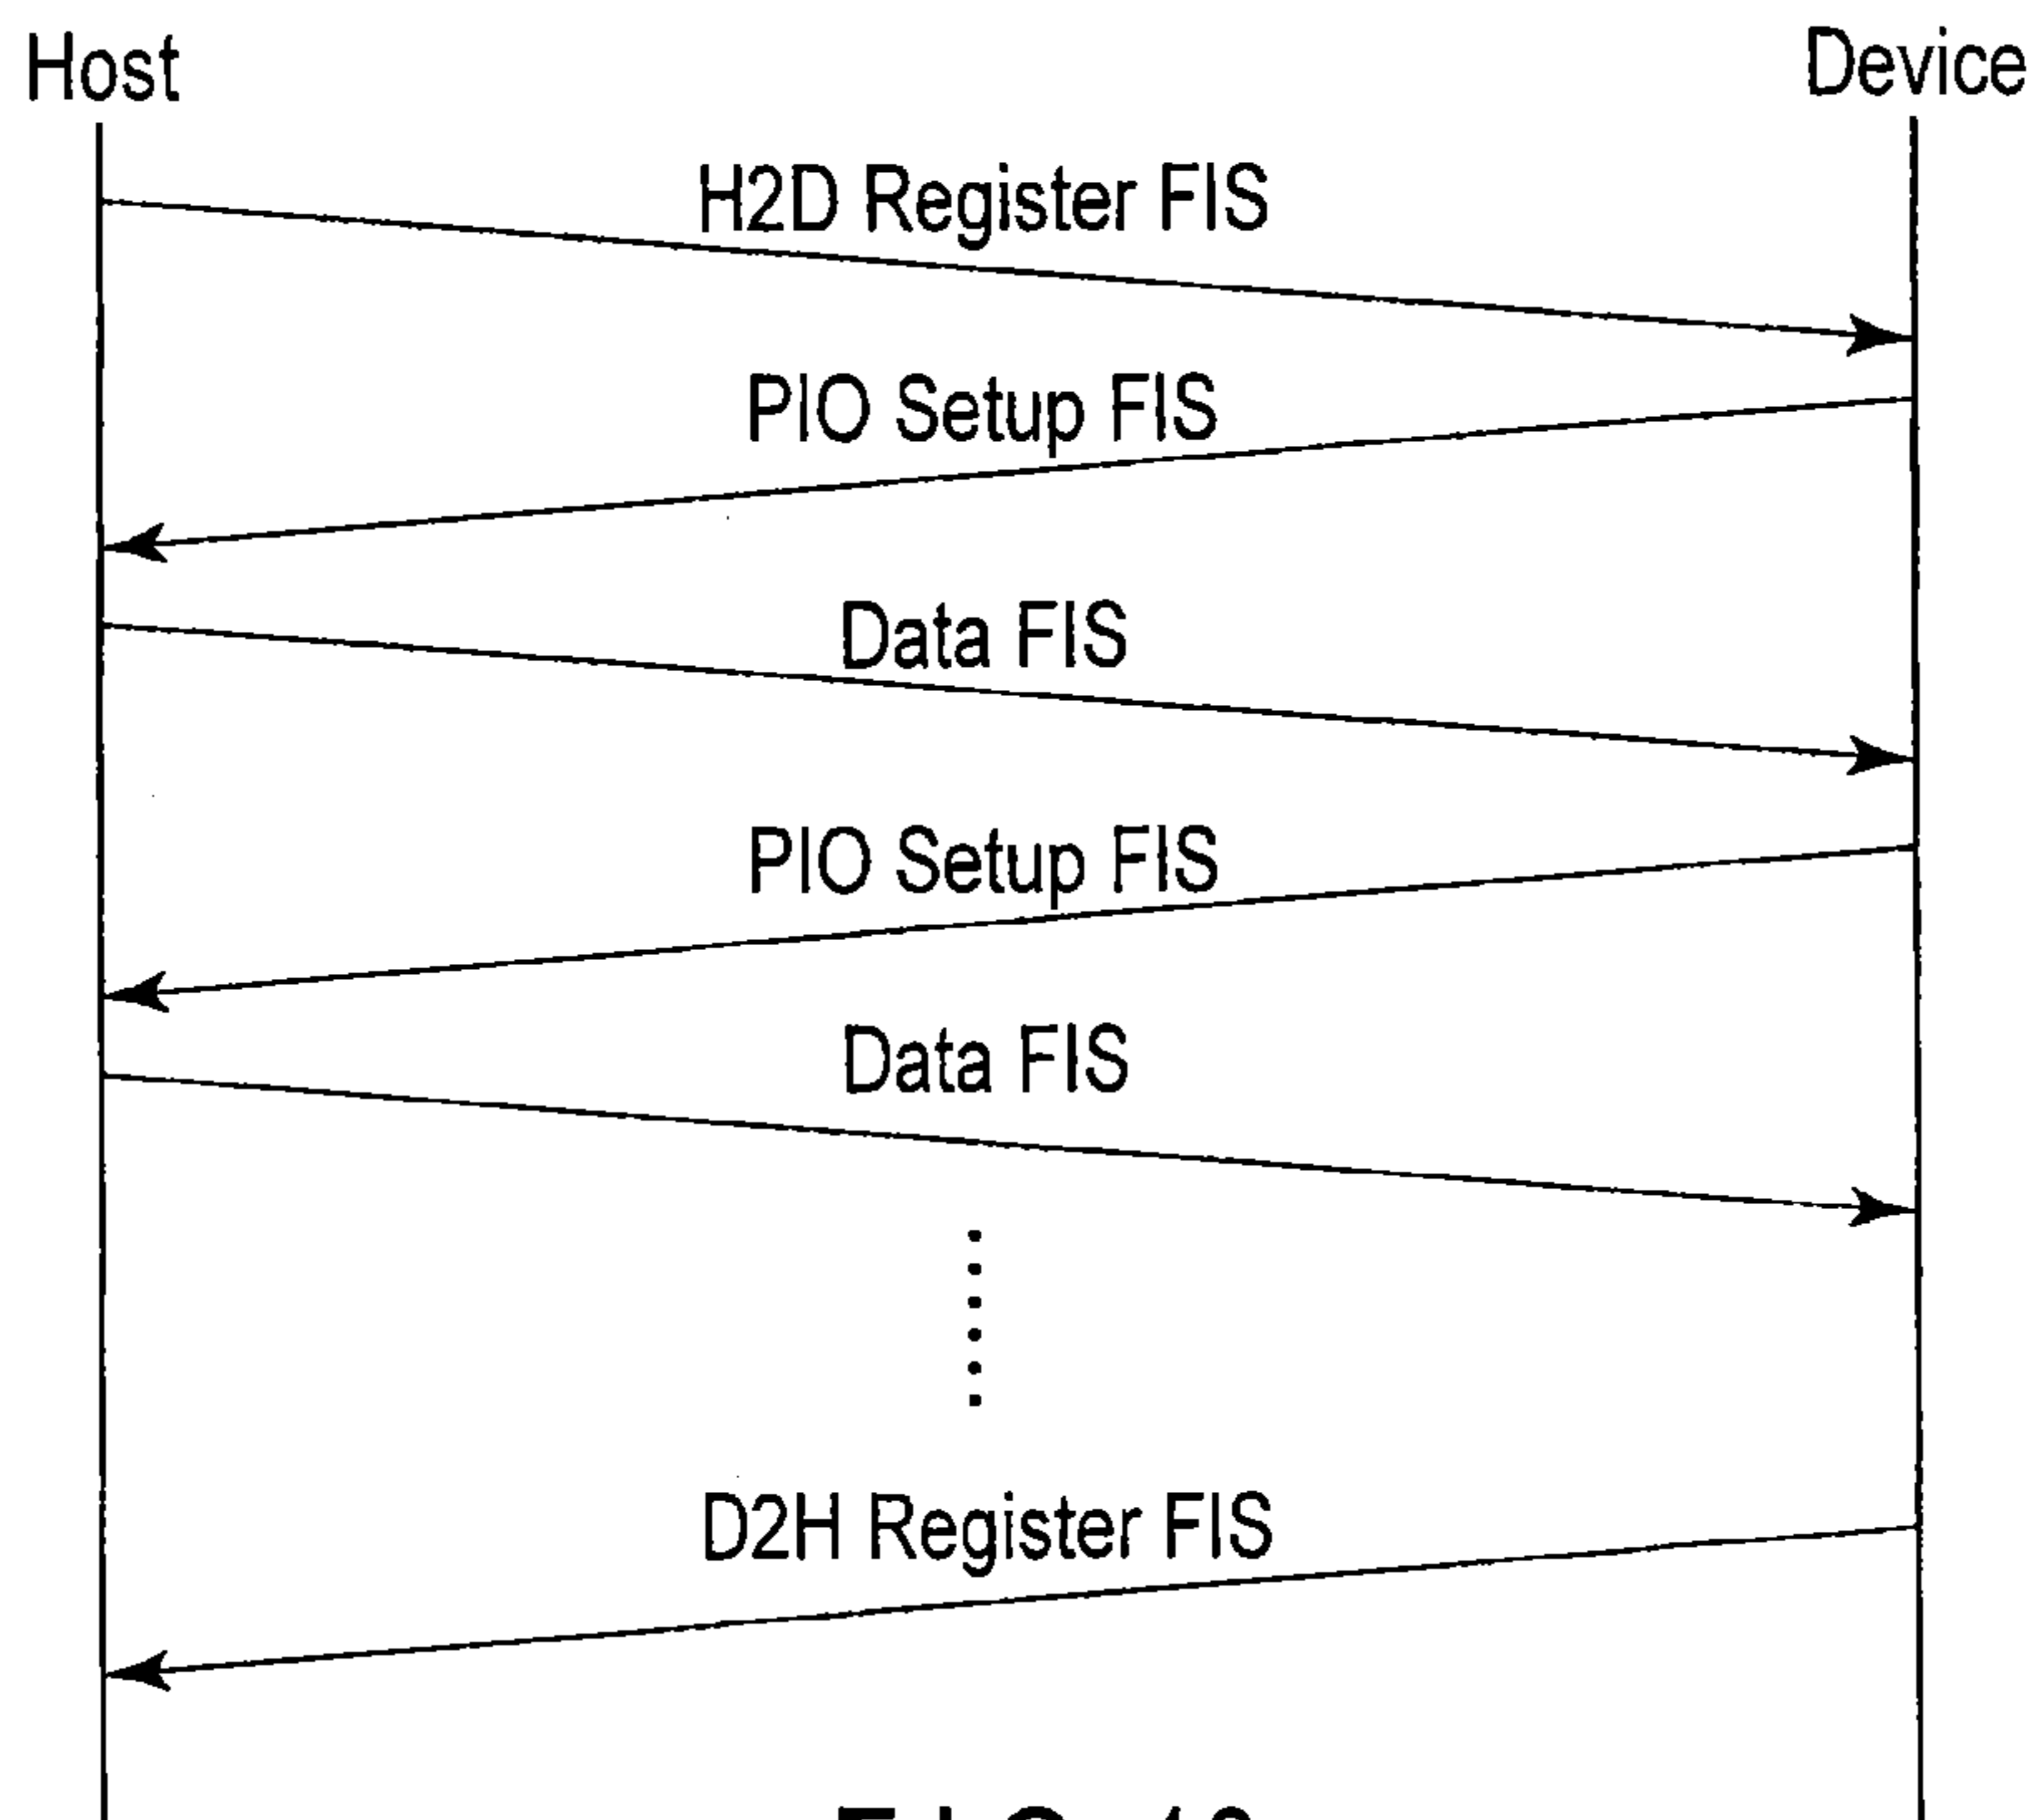 Host
Device
H2D Register FIS
PIO Setup FIS
Data FIS
PIO Setup FIS
Data FIS
D2H Register FIS